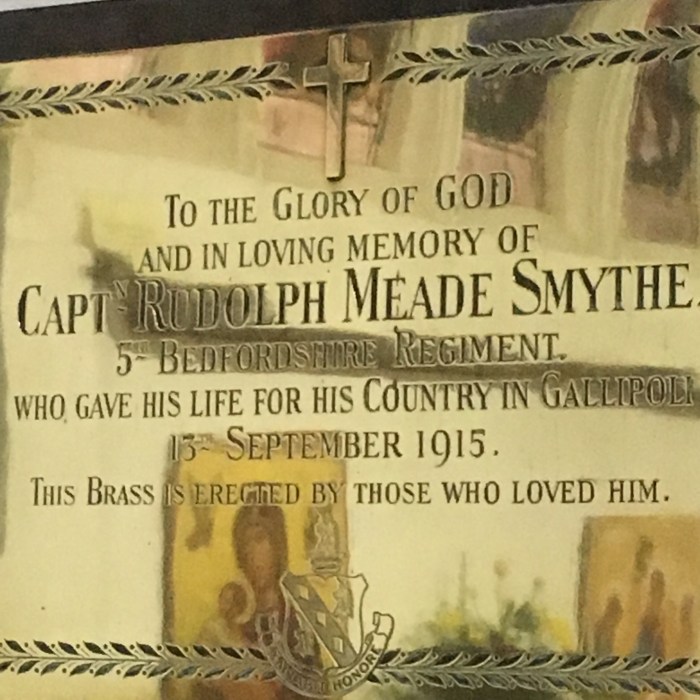 TO THE GLORY OF GOD
AND IN LOVING MEMORY OF
CAPTN RUDOLPH MEADE SMYTHE.
5TH BEDFORDSHIRE REGIMENT.
WHO GAVE HIS LIFE FOR HIS COUNTRY IN GALLIPOLI
13TH SEPTEMBER 1915.
THIS BRASS IS ERECTED BY THOSE WHO LOVED HIM.
HONORE